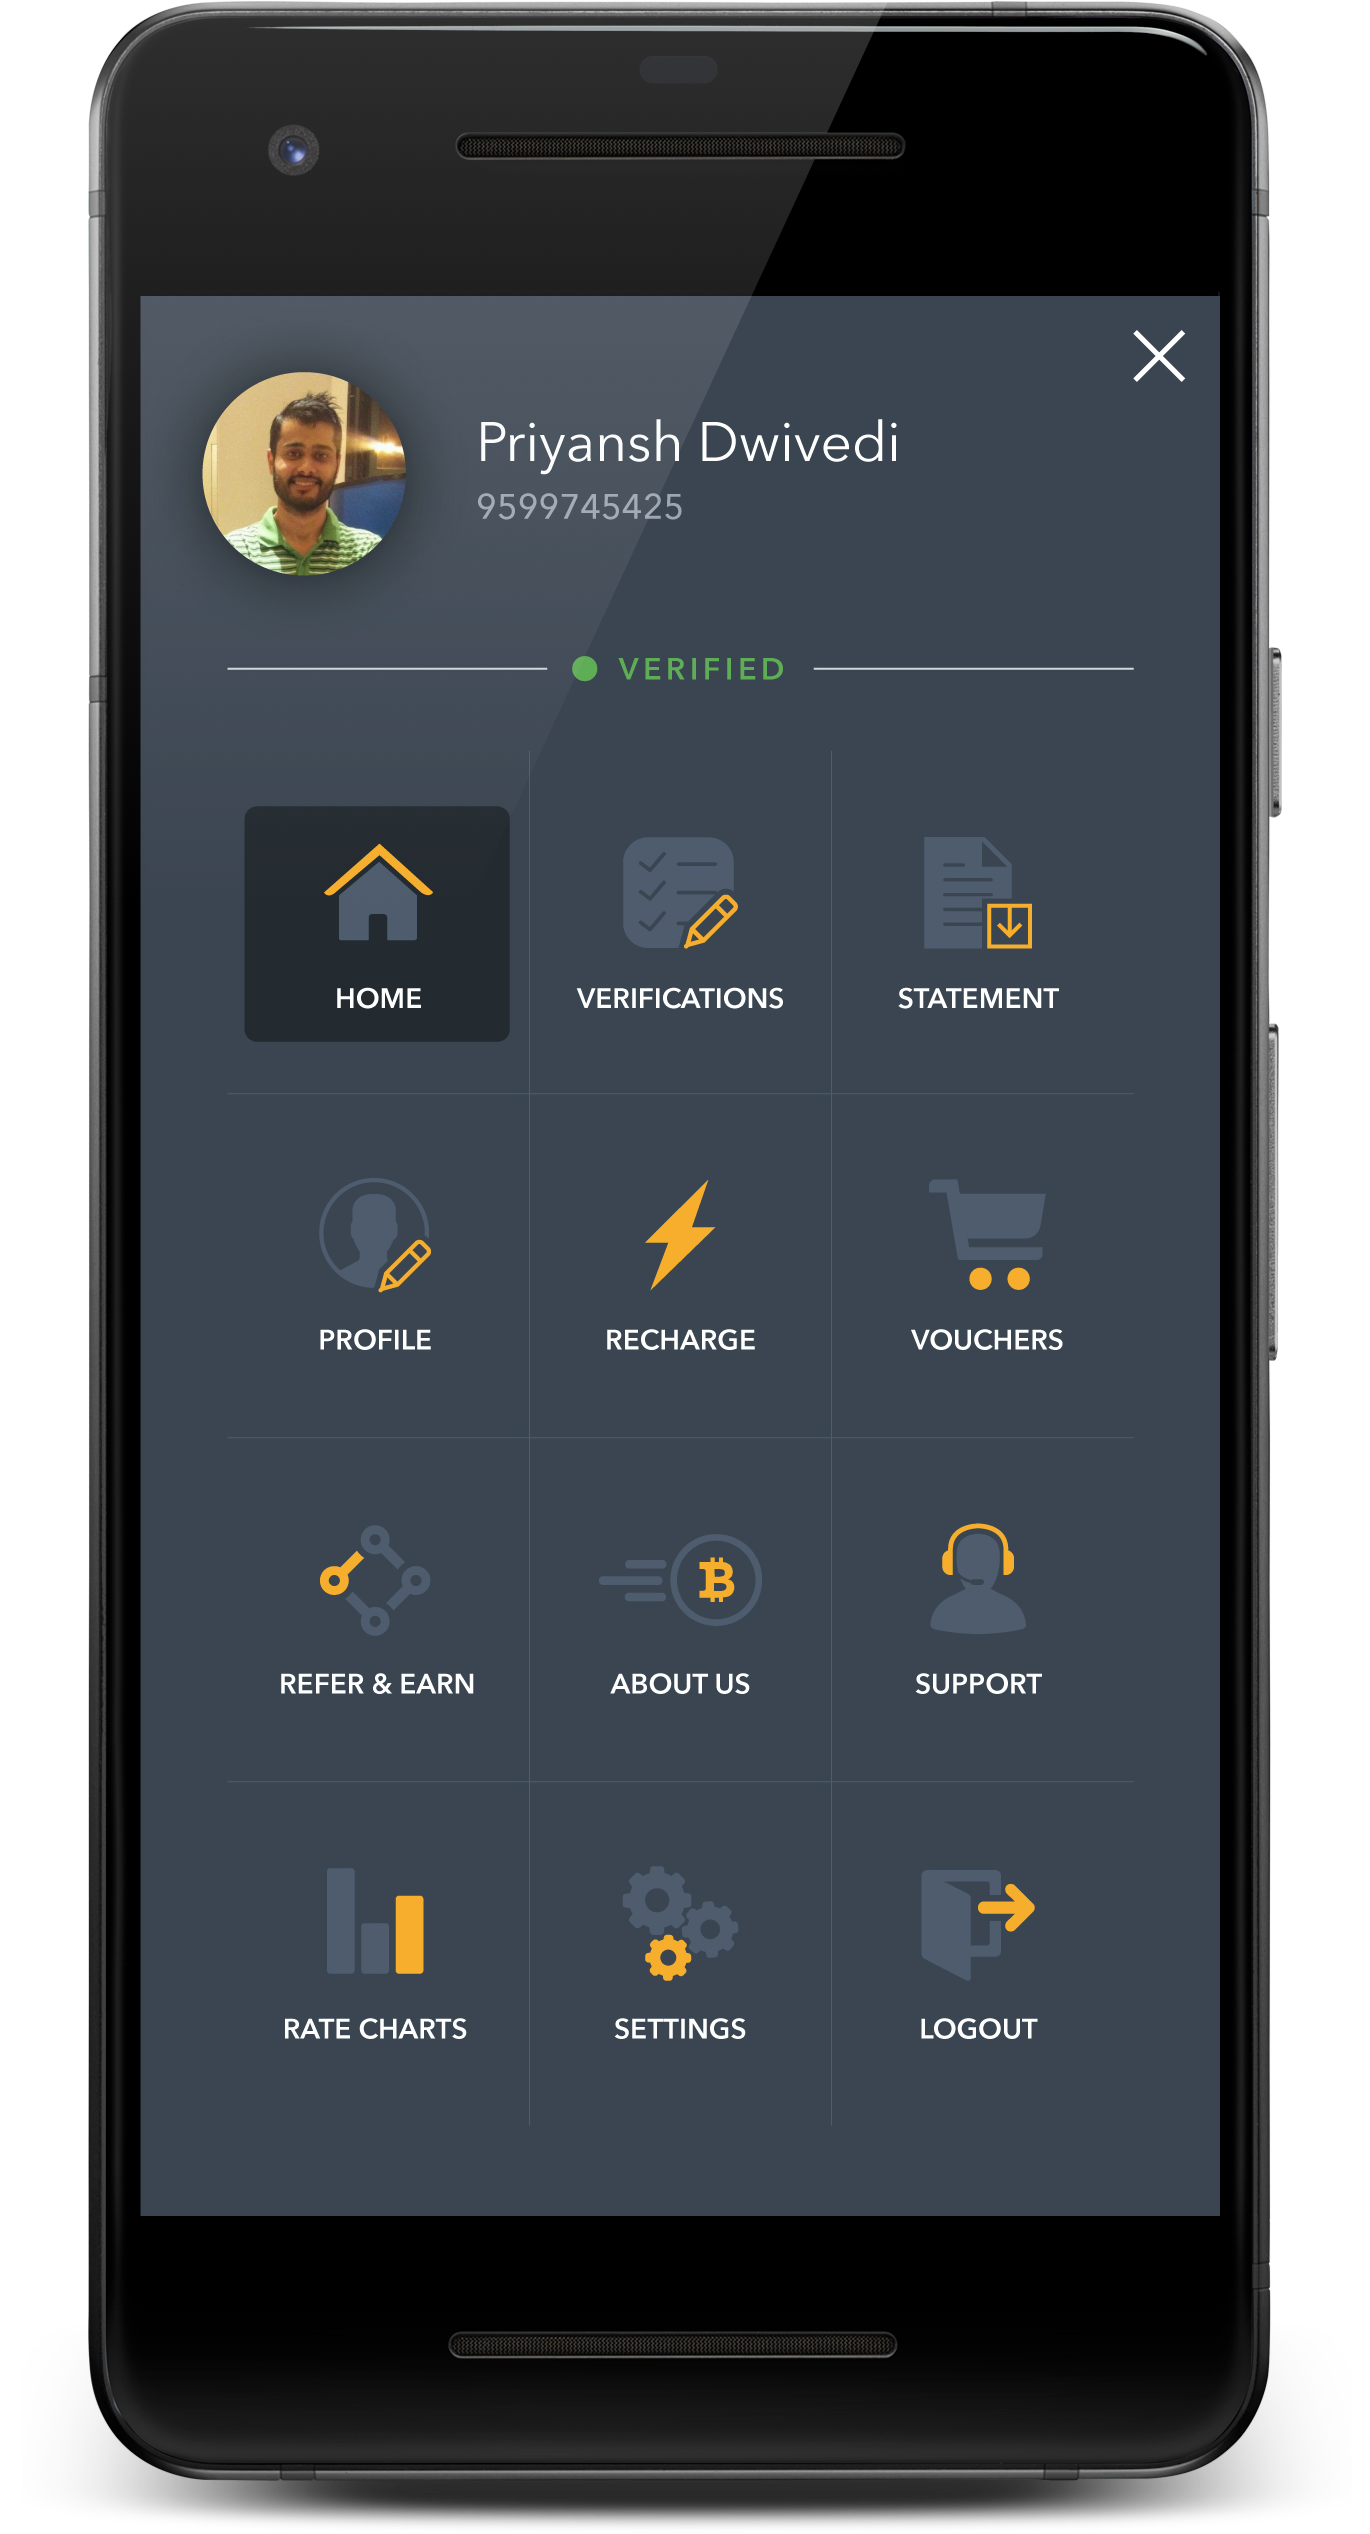 Priyansh Dwivedi
9599745425
VERIFIED
HOME
VERIFICATIONS
STATEMENT
PROFILE
RECHARGE
VOUCHERS
REFER & EARN
ABOUT US
SUPPORT
RATE CHARTS
SETTINGS
LOGOUT